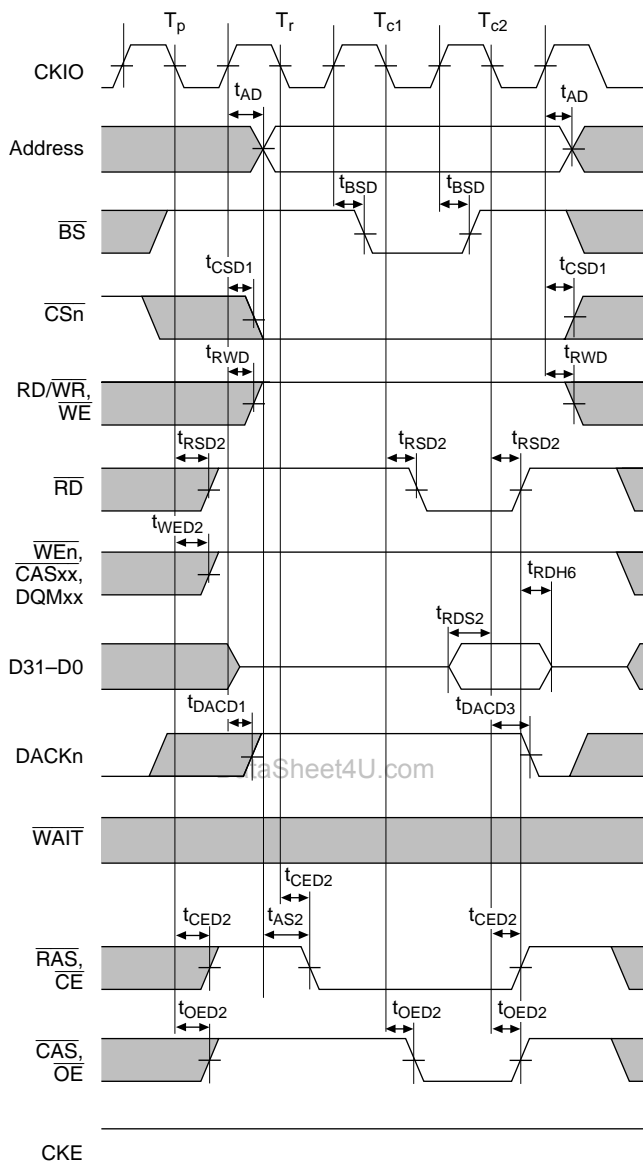 Tp Tr Tc1 Tc2
CKIO
tAD tAD
Address
tBSD tBSD
BS
tCSD1 tCSD1
CSn
tRWD tRWD
RD/WR,
WE
tRSD2 tRSD2 tRSD2
RD
tWED2
WEn,
CASxx,
DQMxx
tRDH6
tRDS2
D31–D0
tDACD1 tDACD3
DACKn
DataSheet4U.com
WAIT
tCED2
tCED2 tAS2 tCED2
RAS,
CE
tOED2 tOED2 tOED2
CAS,
OE
CKE